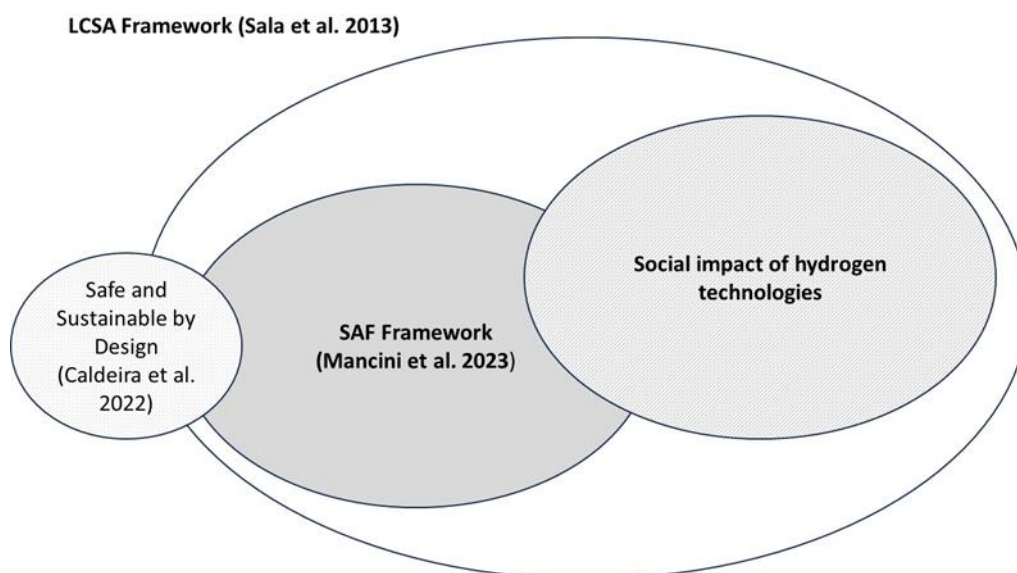 LCSA Framework (Sala et al. 2013)
Safe and
Sustainable by
Design
(Caldeira et al.
2022)
SAF Framework
(Mancini et al. 2023)
Social impact of hydrogen
technologies